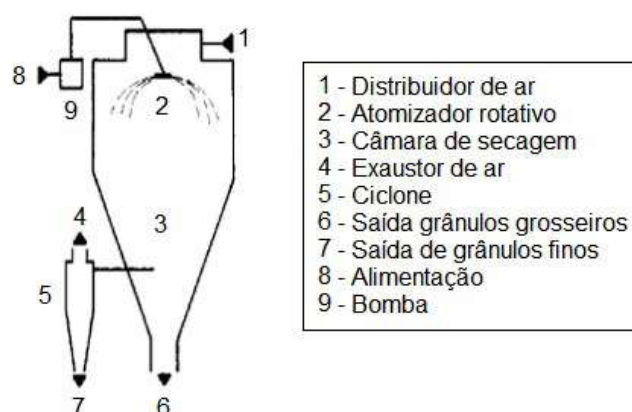 1
8
9
2
3
4
5
7
6
1 - Distribuidor de ar
2 - Atomizador rotativo
3 - Câmara de secagem
4 - Exaustor de ar
5 - Ciclone
6 - Saída grânulos grosseiros
7 - Saída de grânulos finos
8 - Alimentação
9 - Bomba